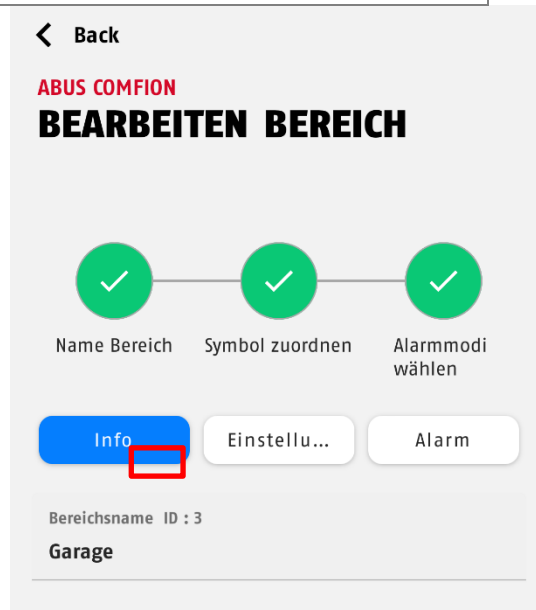 Back
ABUS COMFION
BEARBEITEN BEREICH
Name Bereich
Symbol zuordnen
Alarmmodi
wählen
Info
Einstellu...
Alarm
Bereichsname ID : 3
Garage